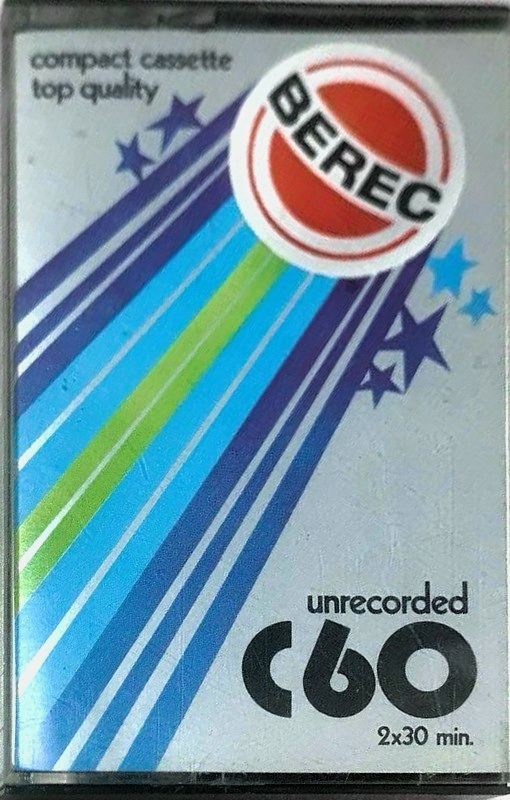 compact cassette
top quality
BEREC
unrecorded
C60
2x30 min.